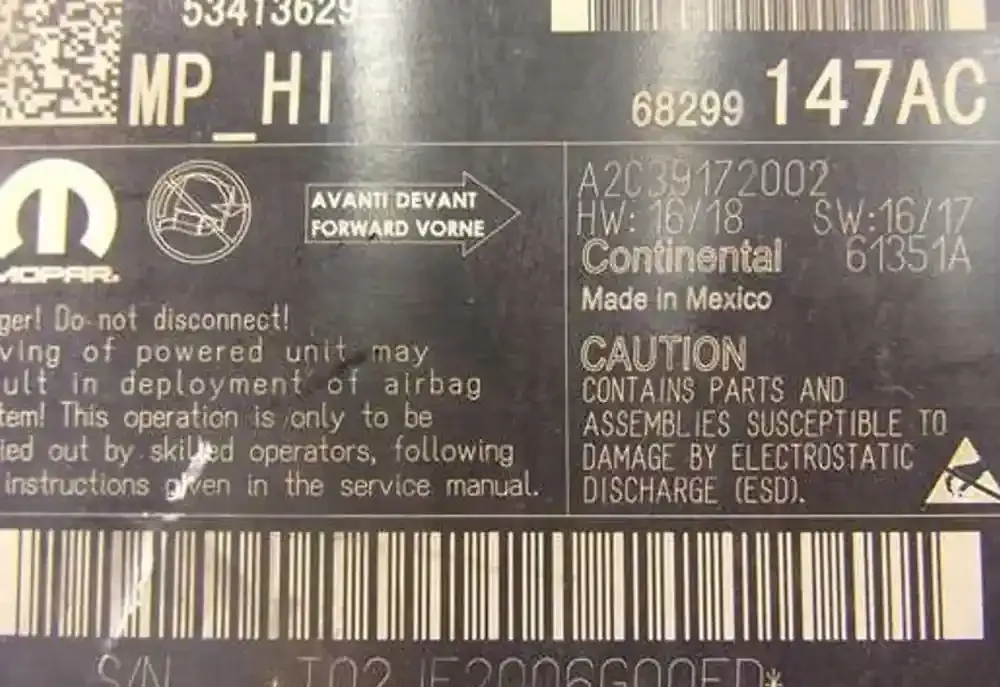 53413629
MP_HI
68299 147AC
MOPAR.
AVANTI DEVANT
FORWARD VORNE
A2C39172002
HW: 16/18 SW:16/17
Continental 61351A
Made in Mexico
ger! Do not disconnect!
ving of powered unit may
ult in deployment of airbag
tem! This operation is only to be
ied out by skilled operators, following
instructions given in the service manual.
CAUTION
CONTAINS PARTS AND
ASSEMBLIES SUSCEPTIBLE TO
DAMAGE BY ELECTROSTATIC
DISCHARGE (ESD).
S/N